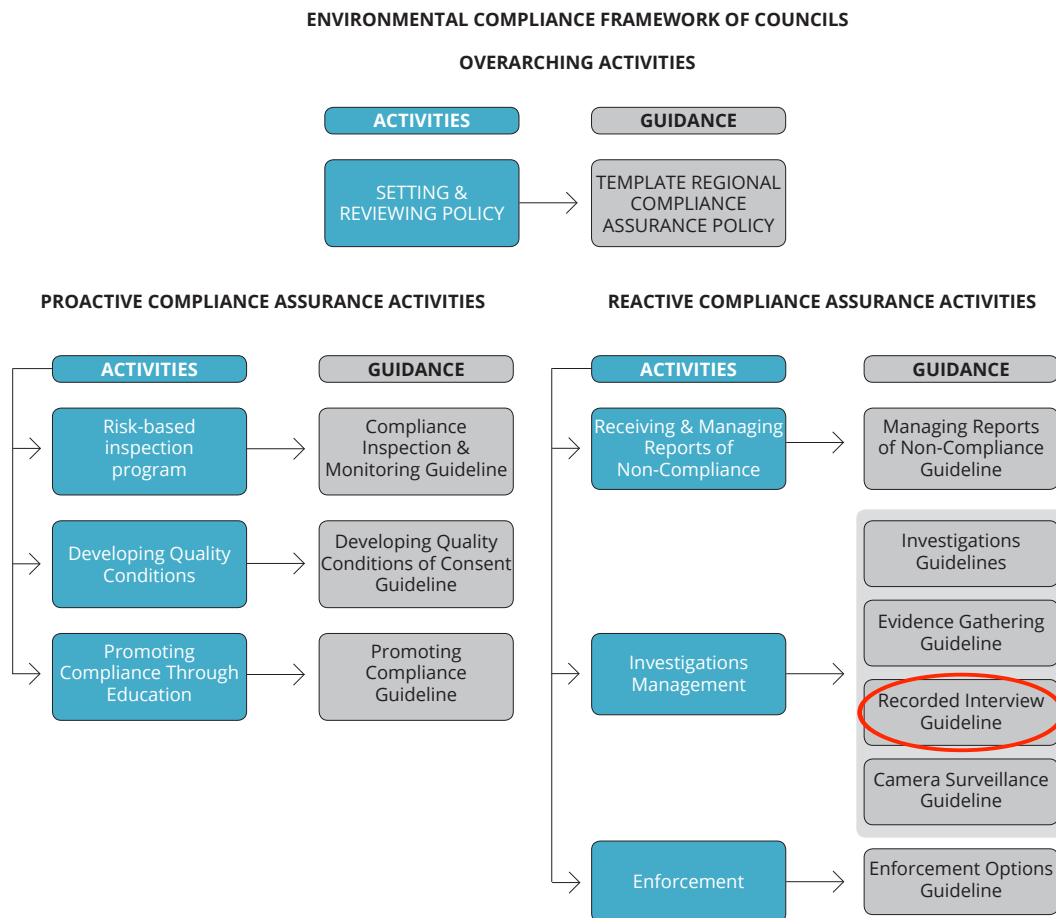 ENVIRONMENTAL COMPLIANCE FRAMEWORK OF COUNCILS
OVERARCHING ACTIVITIES
ACTIVITIES
GUIDANCE
SETTING &
REVIEWING POLICY
TEMPLATE REGIONAL
COMPLIANCE
ASSURANCE POLICY
PROACTIVE COMPLIANCE ASSURANCE ACTIVITIES
ACTIVITIES
GUIDANCE
Risk-based
inspection
program
Compliance
Inspection &
Monitoring Guideline
Developing Quality
Conditions
Developing Quality
Conditions of Consent
Guideline
Promoting
Compliance Through
Education
Promoting
Compliance
Guideline
REACTIVE COMPLIANCE ASSURANCE ACTIVITIES
ACTIVITIES
GUIDANCE
Receiving & Managing
Reports of
Non-Compliance
Managing Reports
of Non-Compliance
Guideline
Investigations
Management
Investigations
Guidelines
Evidence Gathering
Guideline
Recorded Interview
Guideline
Camera Surveillance
Guideline
Enforcement
Enforcement Options
Guideline